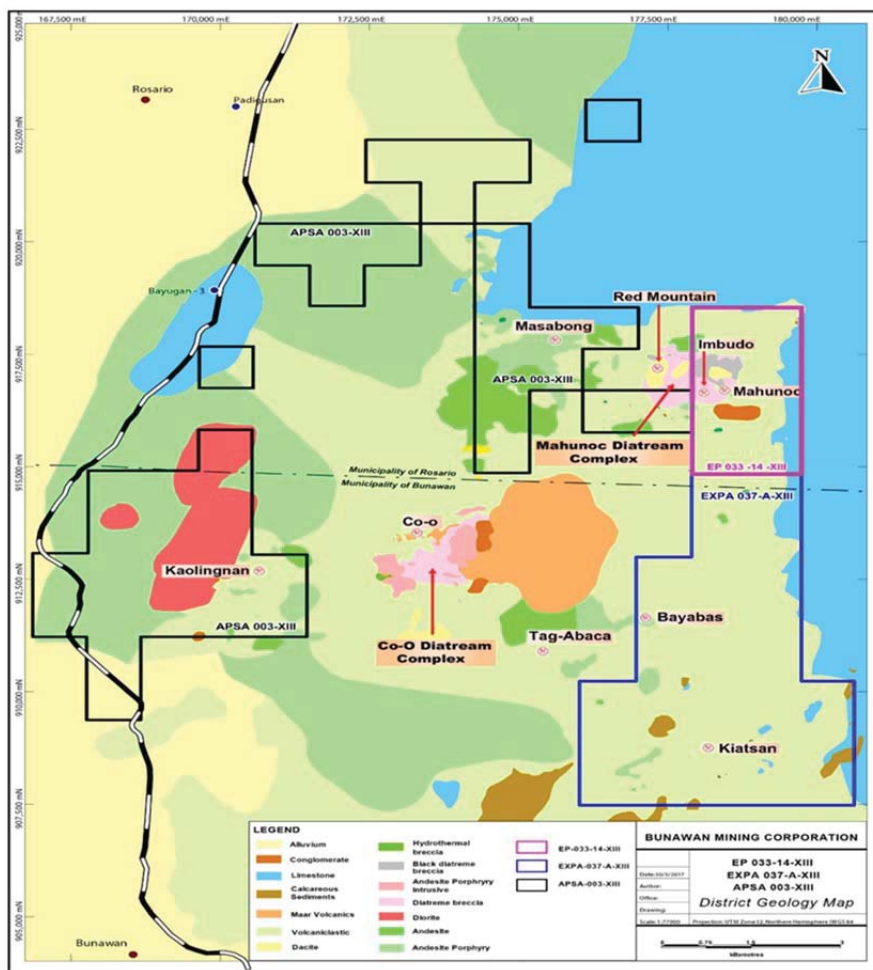 167,500 mE
170,000 mE
172,500 mE
175,000 mE
177,500 mE
180,000 mE
925,000 mN
922,500 mN
920,000 mN
917,500 mN
915,000 mN
912,500 mN
910,000 mN
907,500 mN
905,000 mN
N
Rosario
Padigusan
APSA 003-XIII
Bayugan - 3
Red Mountain
Masabong
Imbudo
APSA 003-XIII
Mahunoc
Mahunoc Diatream
Complex
Municipality of Rosario
EP 033 -14 -XIII
Municipality of Bunawan
EXPA 037-A-XIII
Co-o
Kaolingnan
APSA 003-XIII
Bayabas
Co-O Diatream
Complex
Tag-Abaca
Kiatsan
Bunawan
LEGEND
Alluvium
Conglomerate
Limestone
Calcareous
Sediments
Maar Volcanics
Volcaniclastic
Dacite
Hydrothermal
breccia
Black diatreme
breccia
Andesite Porphyry
Intrusive
Diatreme breccia
Diorite
Andesite
Andesite Porphyry
EP-033-14-XIII
EXPA-037-A-XIII
APSA-003-XIII
BUNAWAN MINING CORPORATION
EP 033-14-XIII
EXPA 037-A-XIII
APSA 003-XIII
District Geology Map
Author:
Office:
Drawing:
kilometres